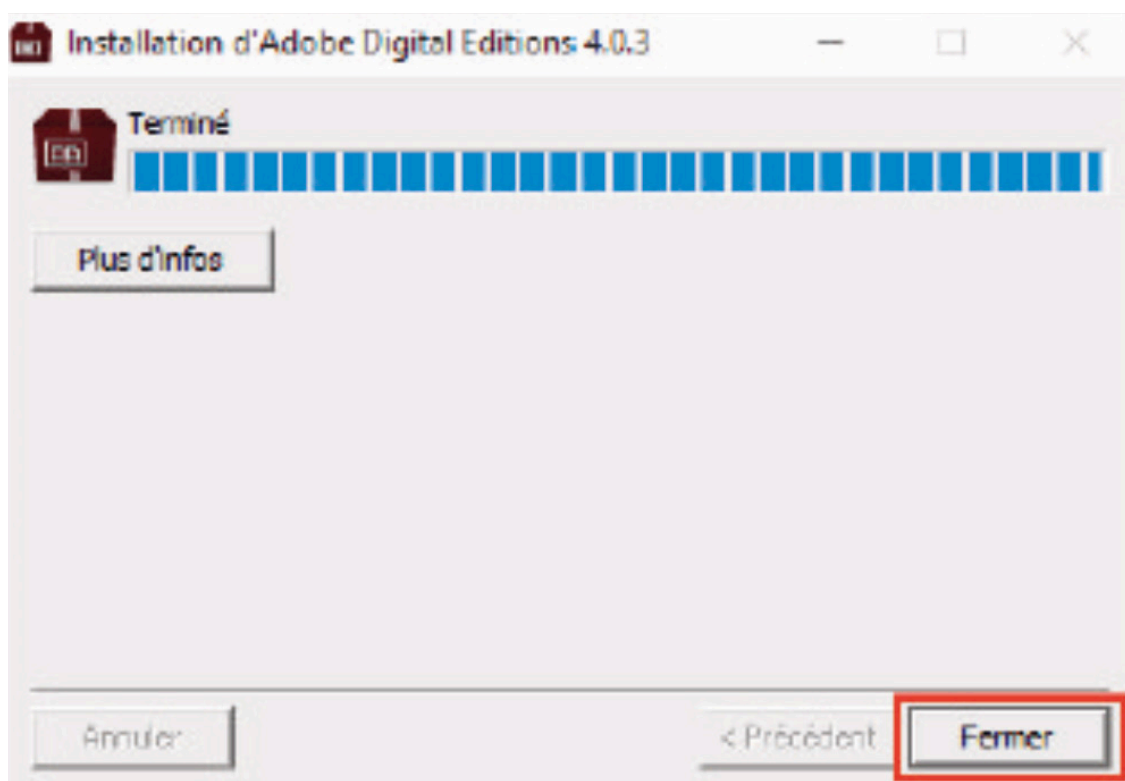 Installation d'Adobe Digital Editions 4.0.3
Terminé
Plus d'infos
Annuler
< Précédent
Fermer